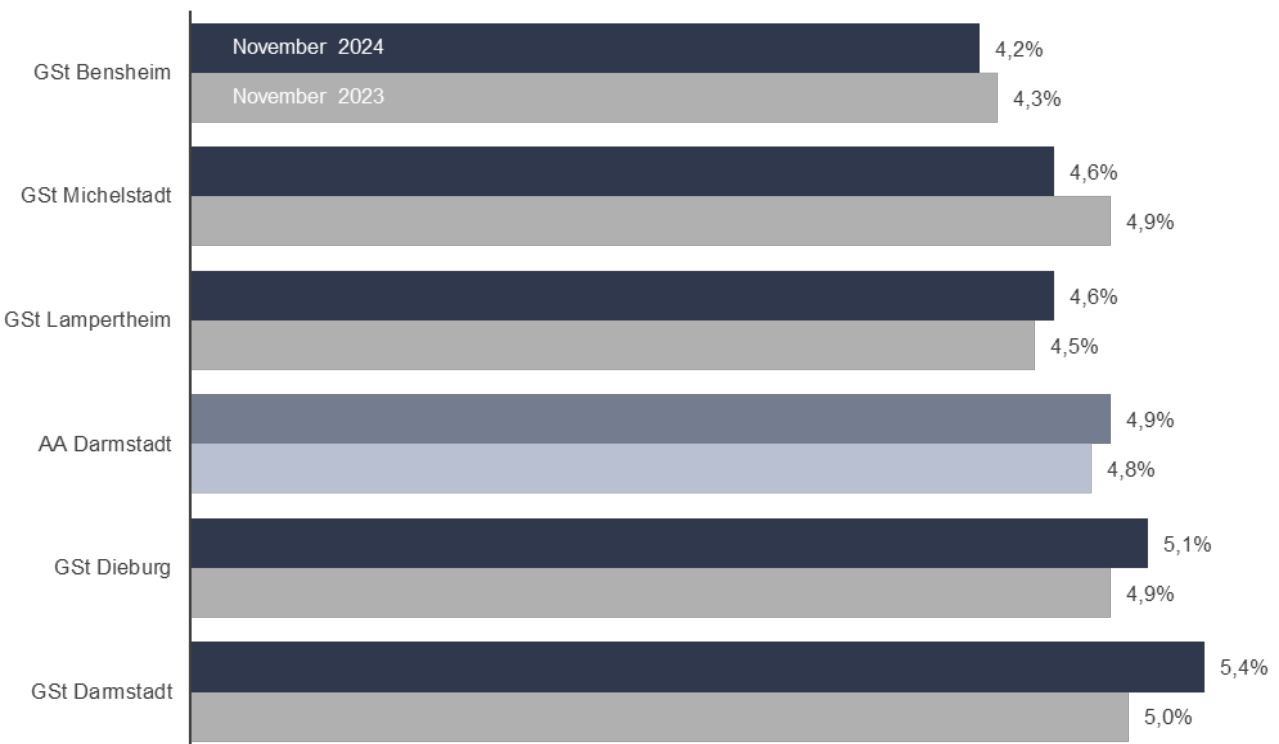 November 2024
4,2%
GSt Bensheim
November 2023
4,3%
4,6%
GSt Michelstadt
4,9%
4,6%
GSt Lampertheim
4,5%
4,9%
AA Darmstadt
4,8%
5,1%
GSt Dieburg
4,9%
5,4%
GSt Darmstadt
5,0%